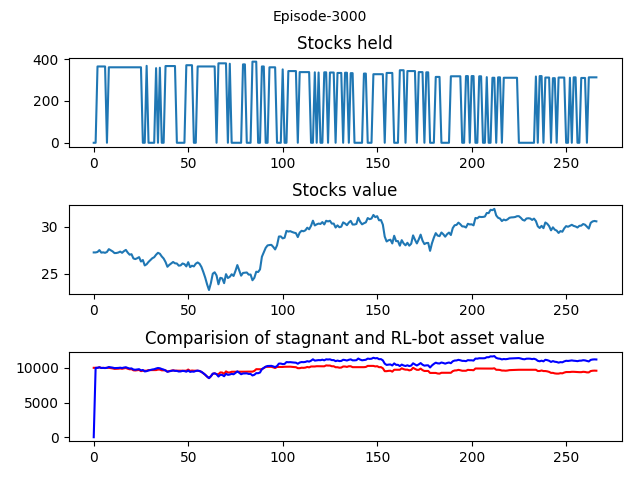 Episode-3000
Stocks held
400
200
0
0 50 100 150 200 250
Stocks value
30
25
0 50 100 150 200 250
Comparision of stagnant and RL-bot asset value
10000
5000
0
0 50 100 150 200 250